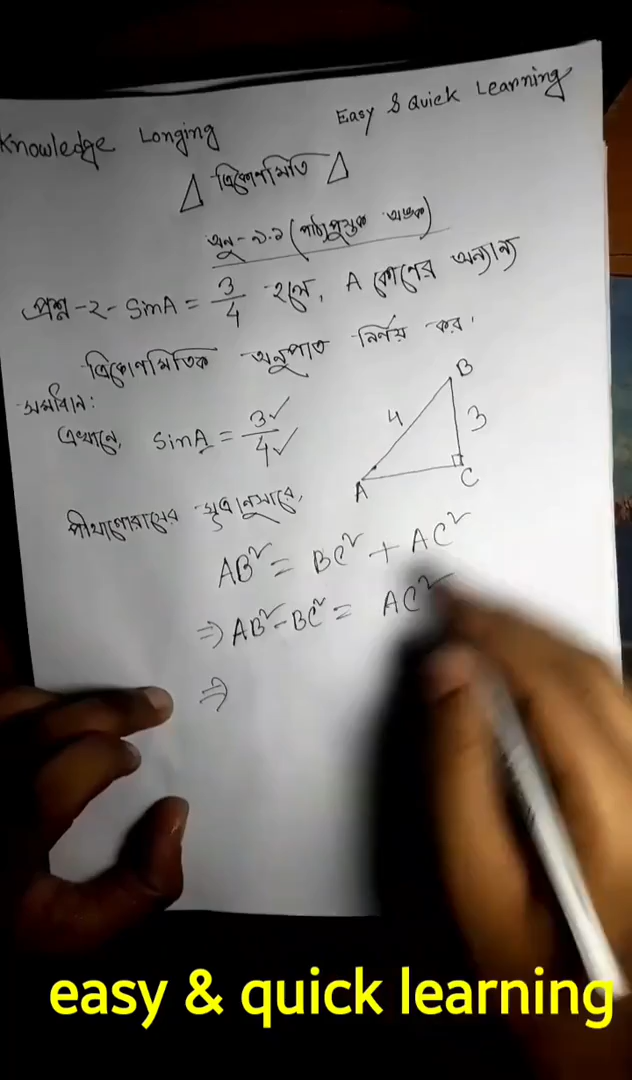 Knowledge Longing
Easy & Quick Learning
△ ত্রিকোণমিতি △
অনু-৯.১ (পাঠ্যপুস্তক অঙ্ক)
প্রশ্ন-২- sinA = 3/4 হলে, A কোণের অন্যান্য
ত্রিকোণমিতিক অনুপাত নির্ণয় কর।
সমাধান:
এখানে, sinA = 3✓/4✓
B
4
3
A
C
পীথাগোরাসের সূত্রানুসারে,
AB² = BC² + AC²
⇒ AB² - BC² = AC²
⇒
easy & quick learning